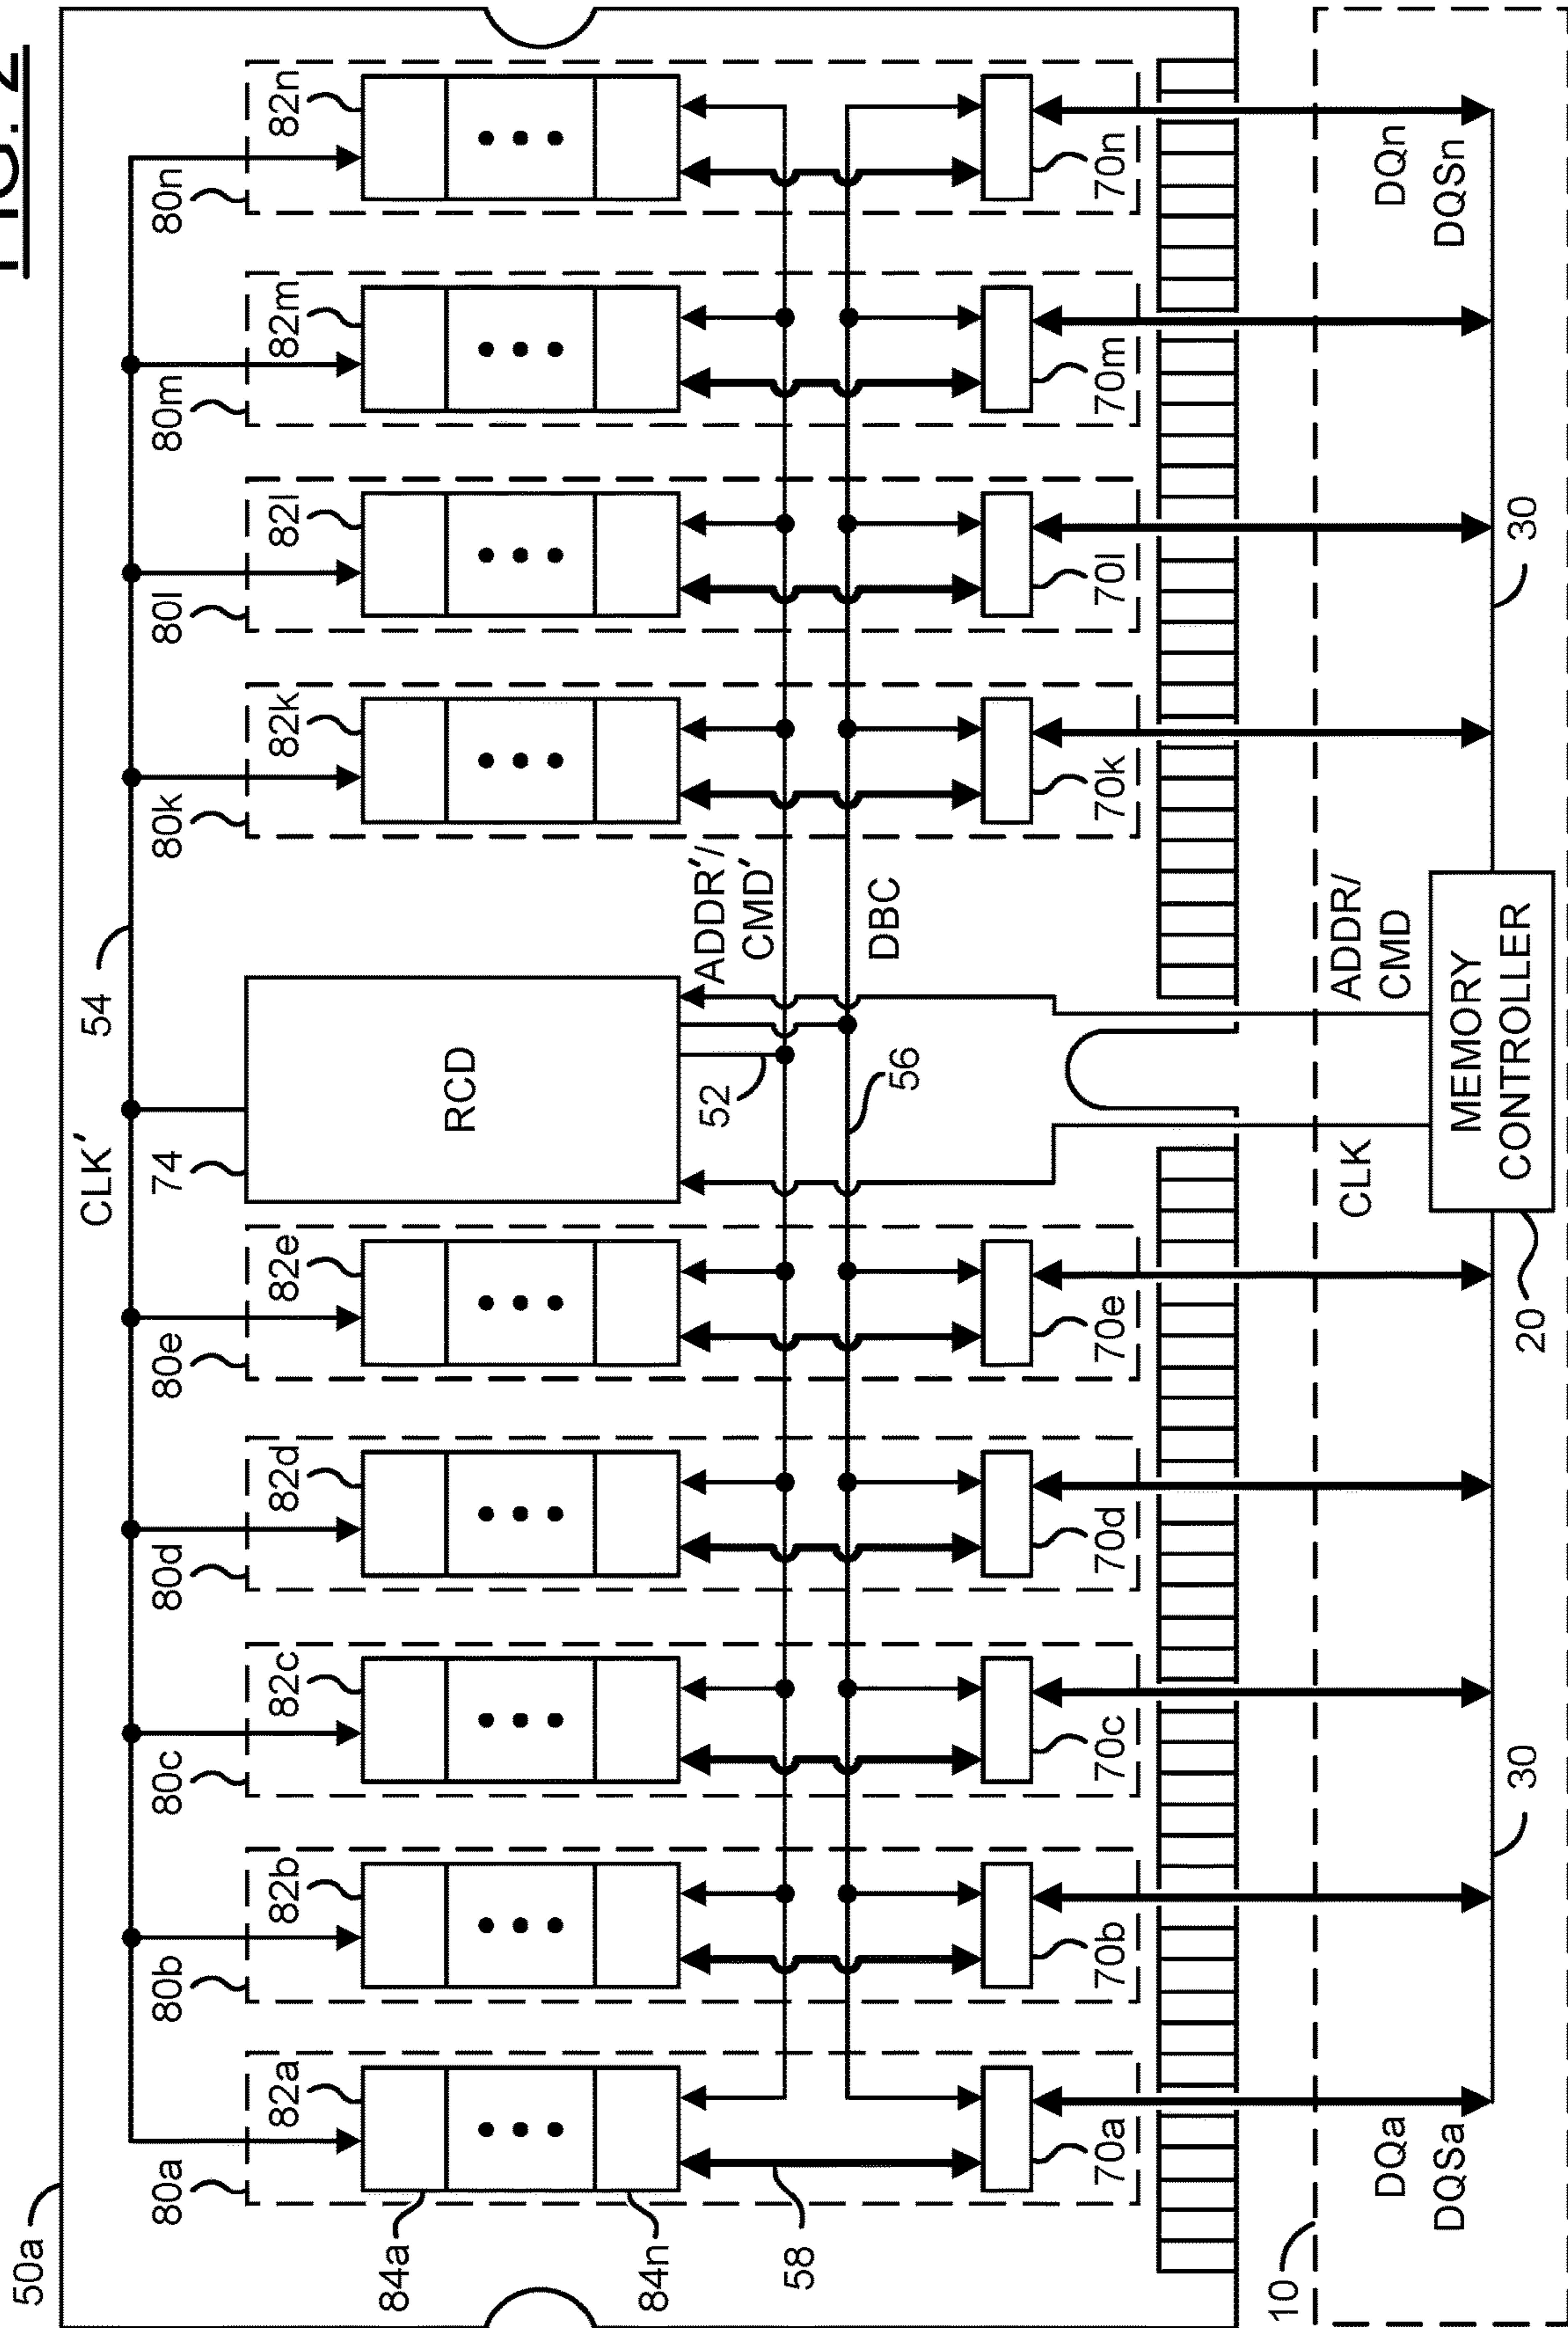 FIG. 2
50a
CLK′
54
80a
82a
80b
82b
80c
82c
80d
82d
80e
82e
74
RCD
80k
82k
80l
82l
80m
82m
80n
82n
84a
84n
58
52
56
ADDR′/
CMD′
DBC
70a
70b
70c
70d
70e
70k
70l
70m
70n
10
DQa
DQSa
CLK
ADDR/
CMD
DQn
DQSn
30
20
MEMORY
CONTROLLER
30